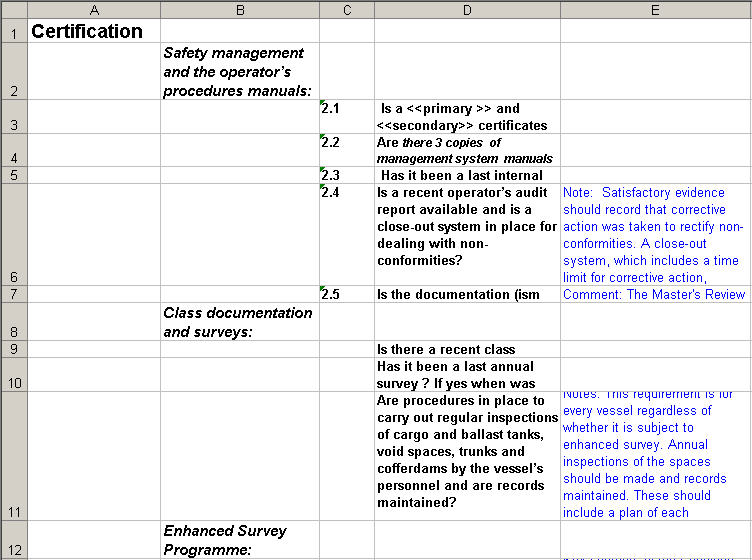 A B C D E
1 Certification
2 Safety management
and the operator's
procedures manuals:
3 2.1 Is a <<primary >> and
<<secondary>> certificates
4 2.2 Are there 3 copies of
management system manuals
5 2.3 Has it been a last internal
6 2.4 Is a recent operator's audit
report available and is a
close-out system in place for
dealing with non-
conformities?
Note: Satisfactory evidence
should record that corrective
action was taken to rectify non-
conformities. A close-out
system, which includes a time
limit for corrective action,
7 2.5 Is the documentation (ism
Comment: The Master's Review
8 Class documentation
and surveys:
9 Is there a recent class
10 Has it been a last annual
survey ? If yes when was
11 Are procedures in place to
carry out regular inspections
of cargo and ballast tanks,
void spaces, trunks and
cofferdams by the vessel's
personnel and are records
maintained?
Notes: This requirement is for
every vessel regardless of
whether it is subject to
enhanced survey. Annual
inspections of the spaces
should be made and records
maintained. These should
include a plan of each
12 Enhanced Survey
Programme: